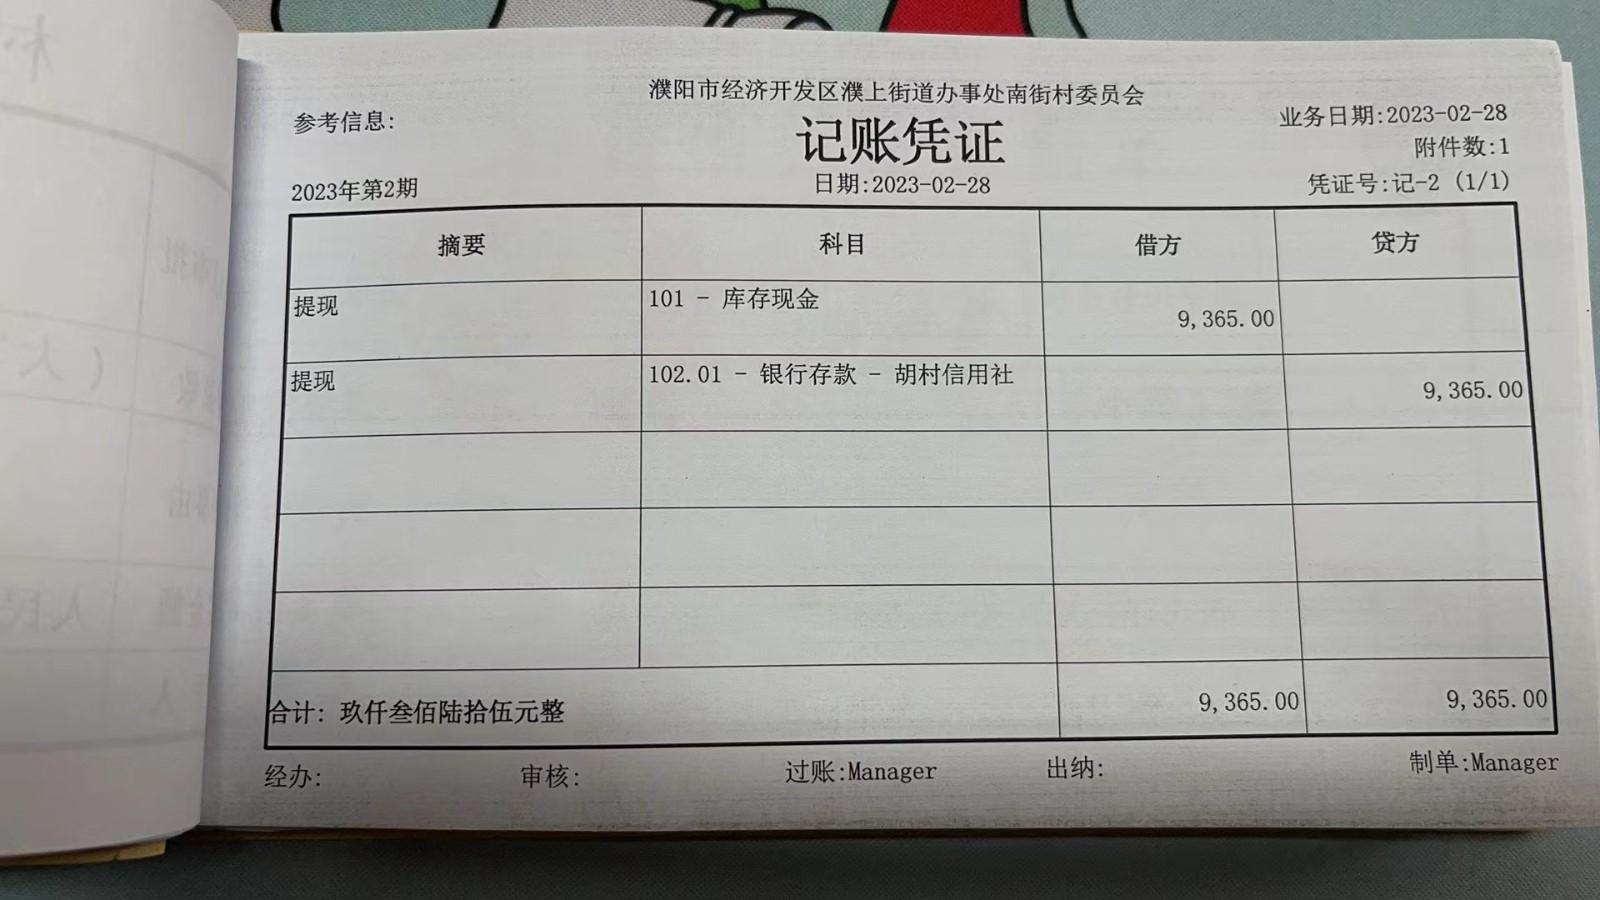 濮阳市经济开发区濮上街道办事处南街村委员会
参考信息:
记账凭证
业务日期:2023-02-28
附件数:1
2023年第2期
日期:2023-02-28
凭证号:记-2 (1/1)
摘要 科目 借方 贷方
提现 101 - 库存现金 9,365.00
提现 102.01 - 银行存款 - 胡村信用社 9,365.00
合计: 玖仟叁佰陆拾伍元整 9,365.00 9,365.00
经办: 审核: 过账:Manager 出纳: 制单:Manager